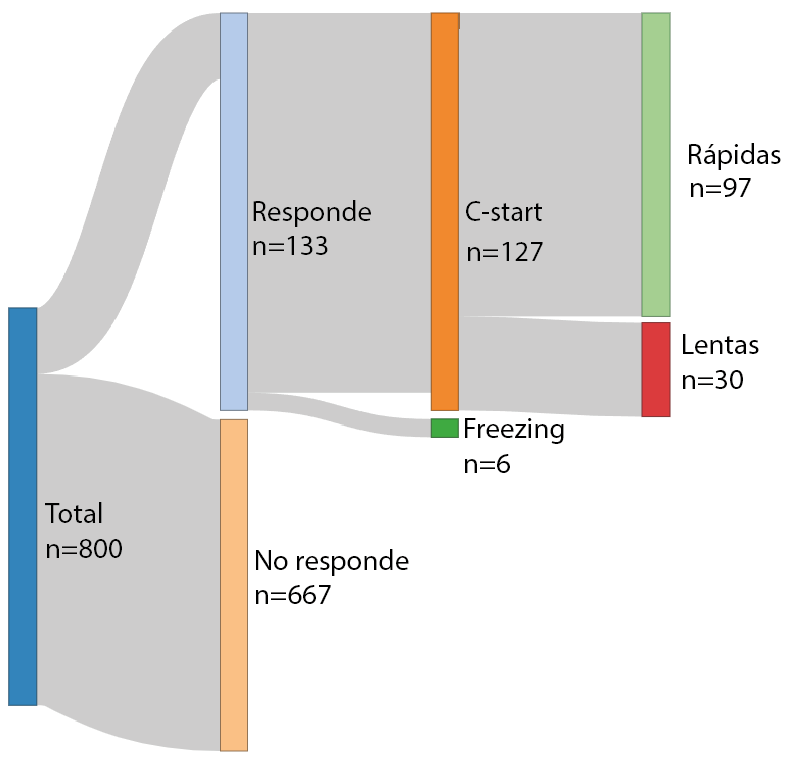 Total
n=800
Responde
n=133
No responde
n=667
C-start
n=127
Freezing
n=6
Rápidas
n=97
Lentas
n=30